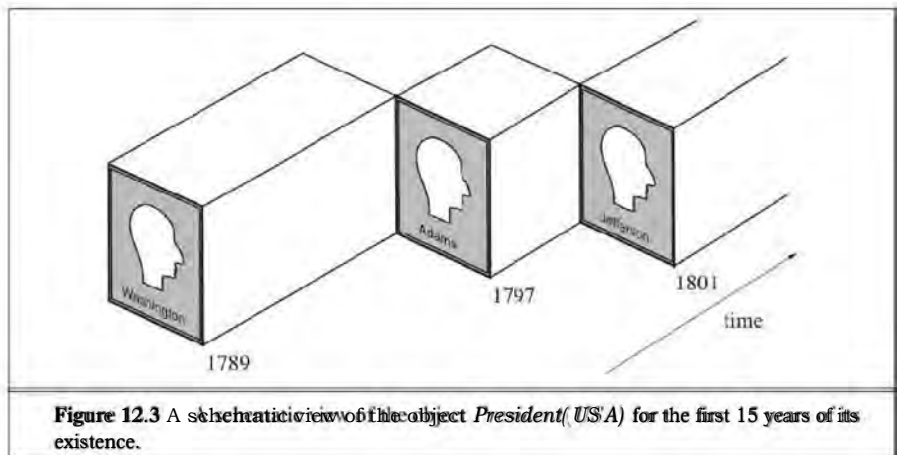 Washington
Adams
Jefferson
1789
1797
1801
time
Figure 12.3 A schematic view of the object President(USA) for the first 15 years of its
existence.